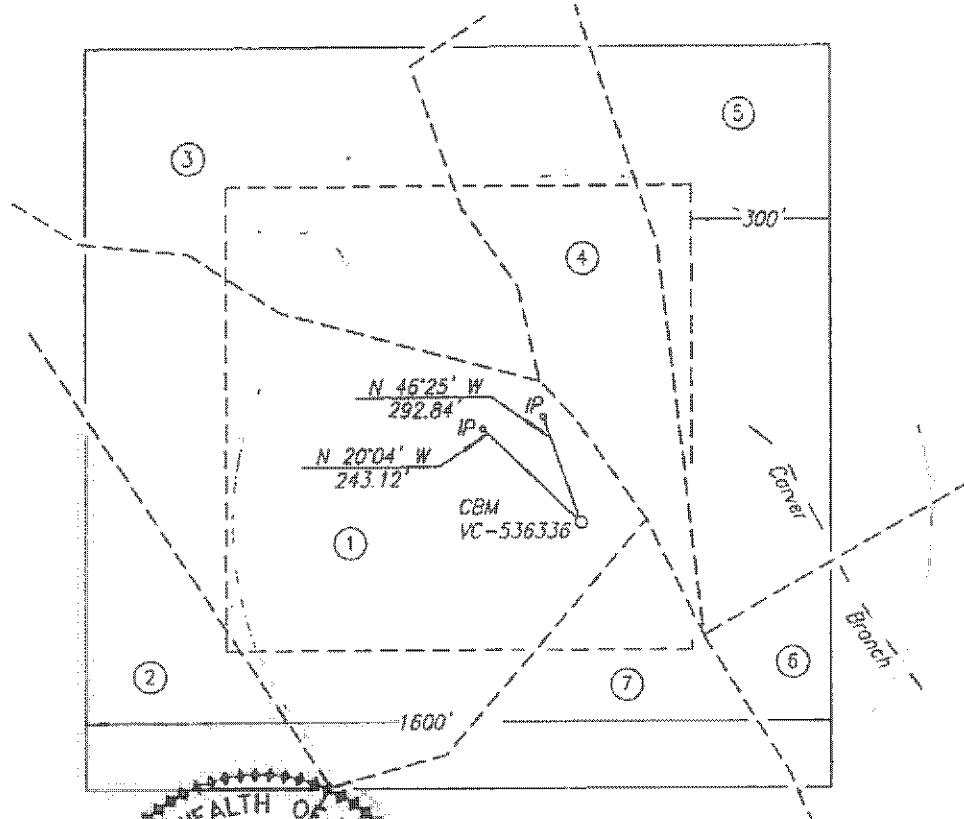 5
3
300'
4
N 46°25' W
292.84'
IP
IP
N 20°04' W
243.12'
CBM
VC-536336
1
Carver
Branch
2
7
6
1600'
EALTH OF